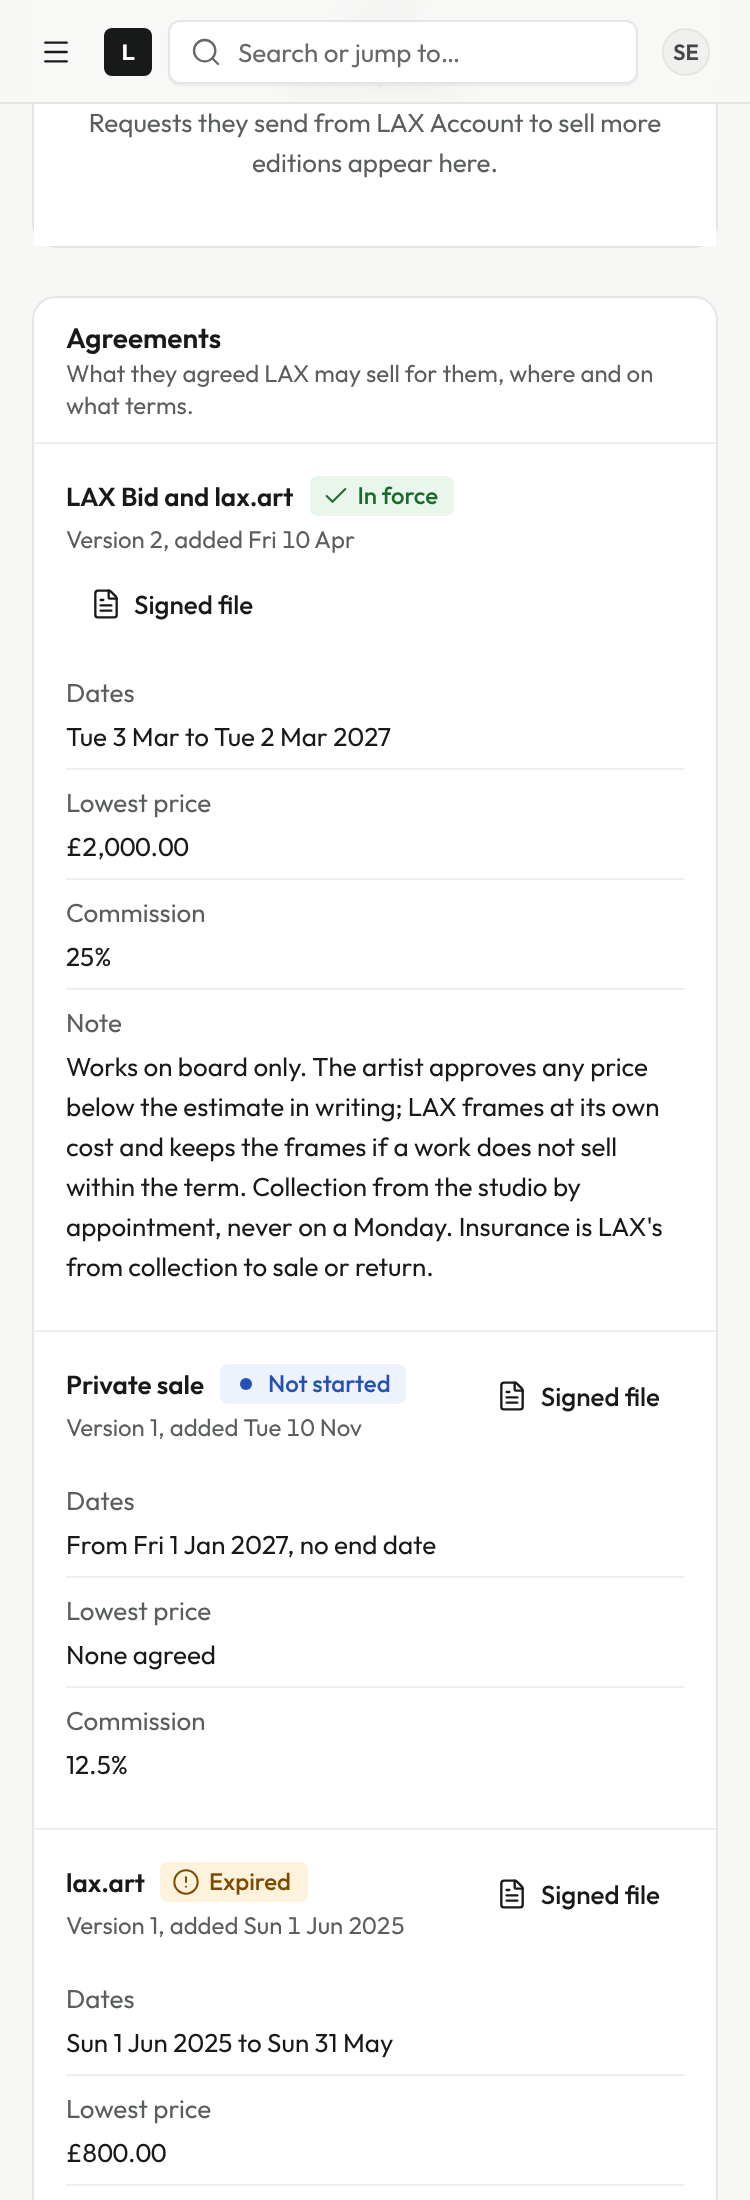 L
Search or jump to...
SE
Requests they send from LAX Account to sell more
editions appear here.
Agreements
What they agreed LAX may sell for them, where and on
what terms.
LAX Bid and lax.art
In force
Version 2, added Fri 10 Apr
Signed file
Dates
Tue 3 Mar to Tue 2 Mar 2027
Lowest price
£2,000.00
Commission
25%
Note
Works on board only. The artist approves any price
below the estimate in writing; LAX frames at its own
cost and keeps the frames if a work does not sell
within the term. Collection from the studio by
appointment, never on a Monday. Insurance is LAX's
from collection to sale or return.
Private sale
Not started
Signed file
Version 1, added Tue 10 Nov
Dates
From Fri 1 Jan 2027, no end date
Lowest price
None agreed
Commission
12.5%
lax.art
Expired
Signed file
Version 1, added Sun 1 Jun 2025
Dates
Sun 1 Jun 2025 to Sun 31 May
Lowest price
£800.00